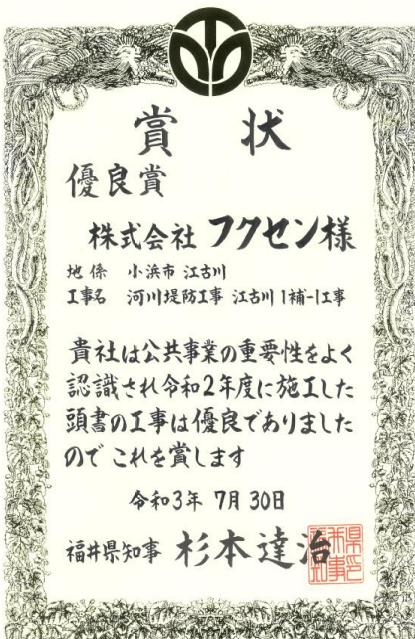 賞状
優良賞
株式会社 フクセン様
地係 小浜市 江古川
工事名 河川堤防工事 江古川1補-1工事
貴社は公共事業の重要性をよく
認識され令和2年度に施工した
頭書の工事は優良でありました
ので これを賞します
令和3年 7月 30日
福井県知事 杉本達治